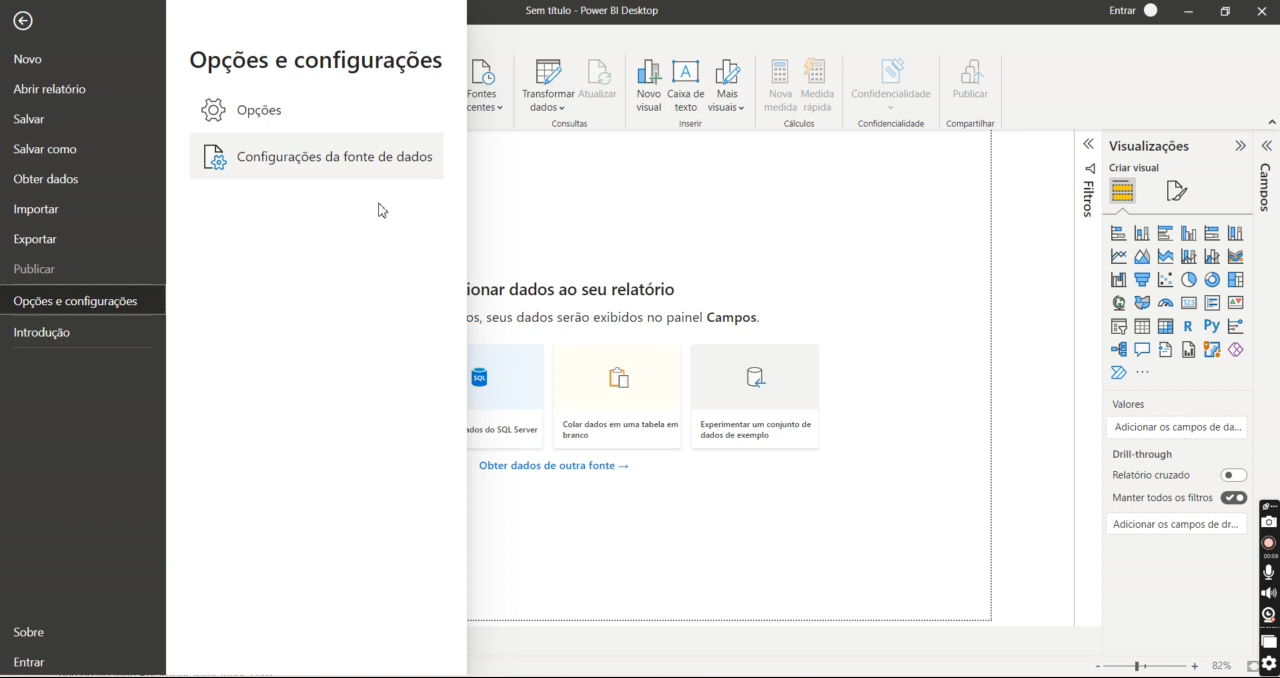 Sem título - Power BI Desktop
Entrar
Novo
Abrir relatório
Salvar
Salvar como
Obter dados
Importar
Exportar
Publicar
Opções e configurações
Introdução
Sobre
Entrar
Opções e configurações
Opções
Configurações da fonte de dados
Fontes
centes
Transformar
dados
Atualizar
Consultas
Novo
visual
Caixa de
texto
Mais
visuais
Inserir
Nova
medida
Medida
rápida
Cálculos
Confidencialidade
Confidencialidade
Publicar
Compartilhar
ionar dados ao seu relatório
os, seus dados serão exibidos no painel Campos.
SQL
ados do SQL Server
Colar dados em uma tabela em
branco
Experimentar um conjunto de
dados de exemplo
Obter dados de outra fonte →
Filtros
Visualizações
Criar visual
123
R
Py
Valores
Adicionar os campos de da...
Drill-through
Relatório cruzado
Manter todos os filtros
Adicionar os campos de dr...
Campos
00:59
- + 82%